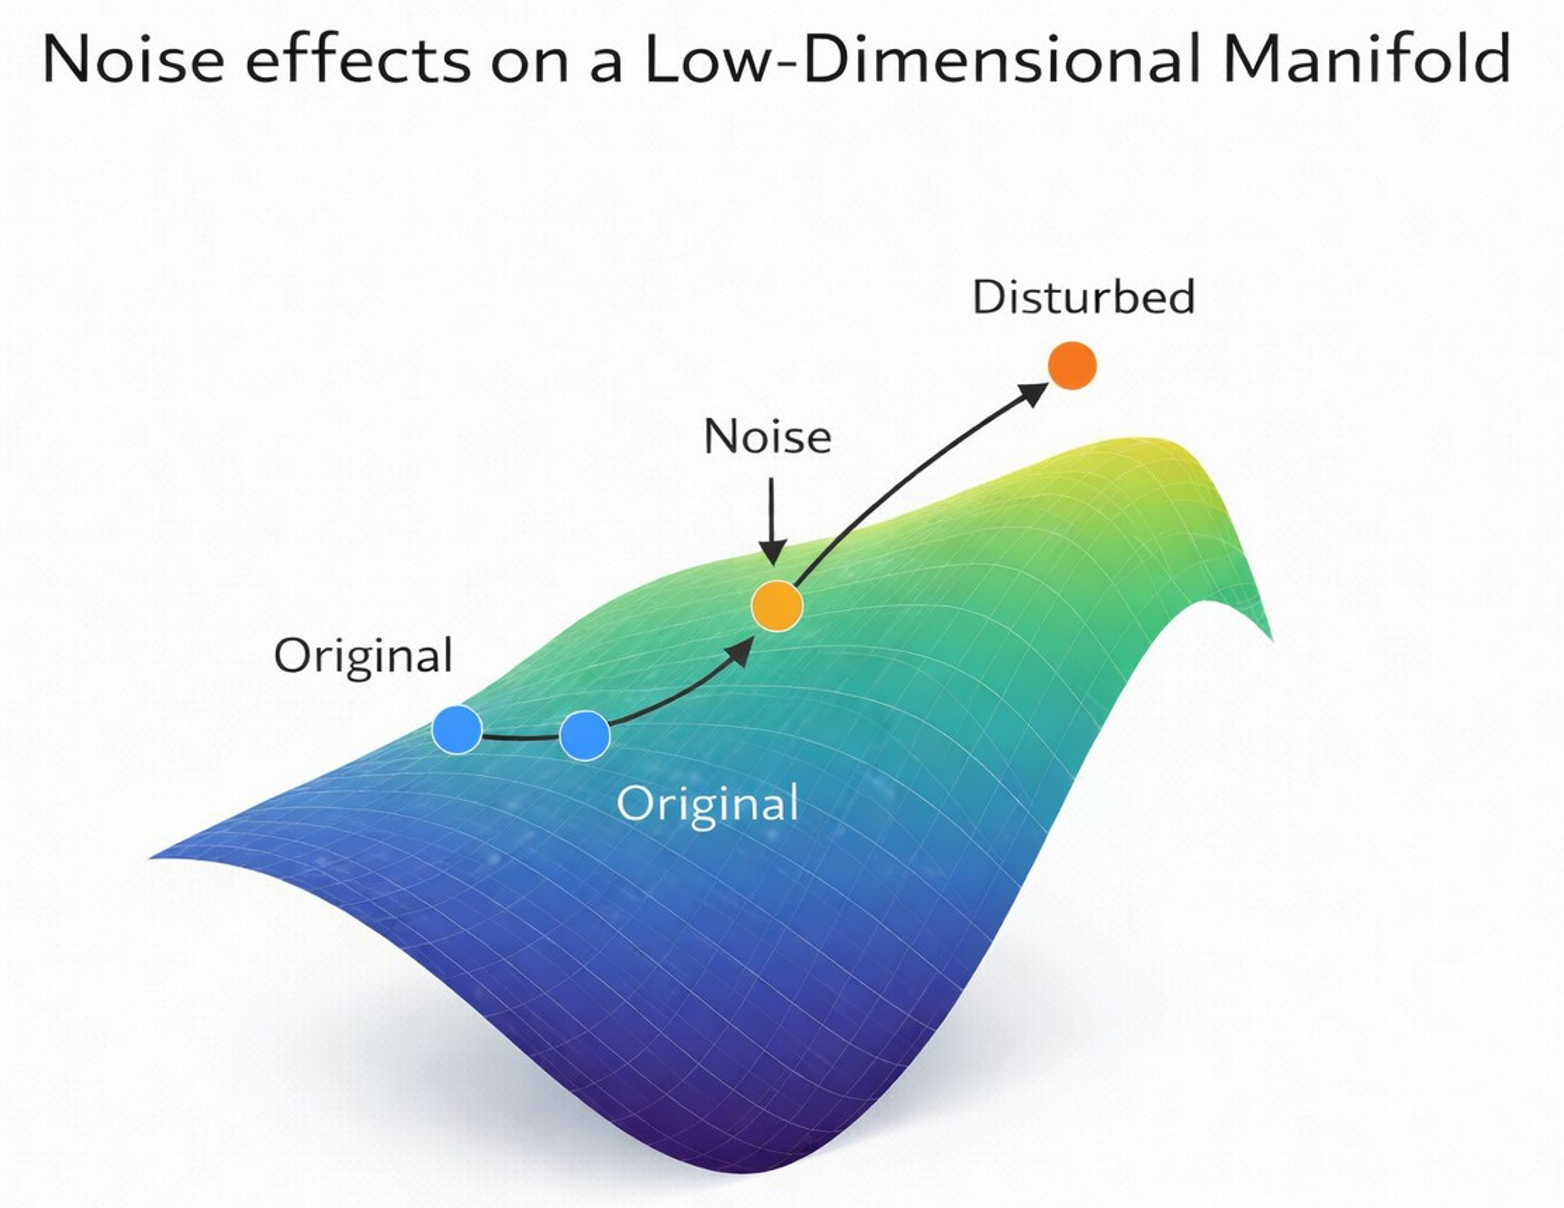 Noise effects on a Low-Dimensional Manifold
Disturbed
Noise
Original
Original